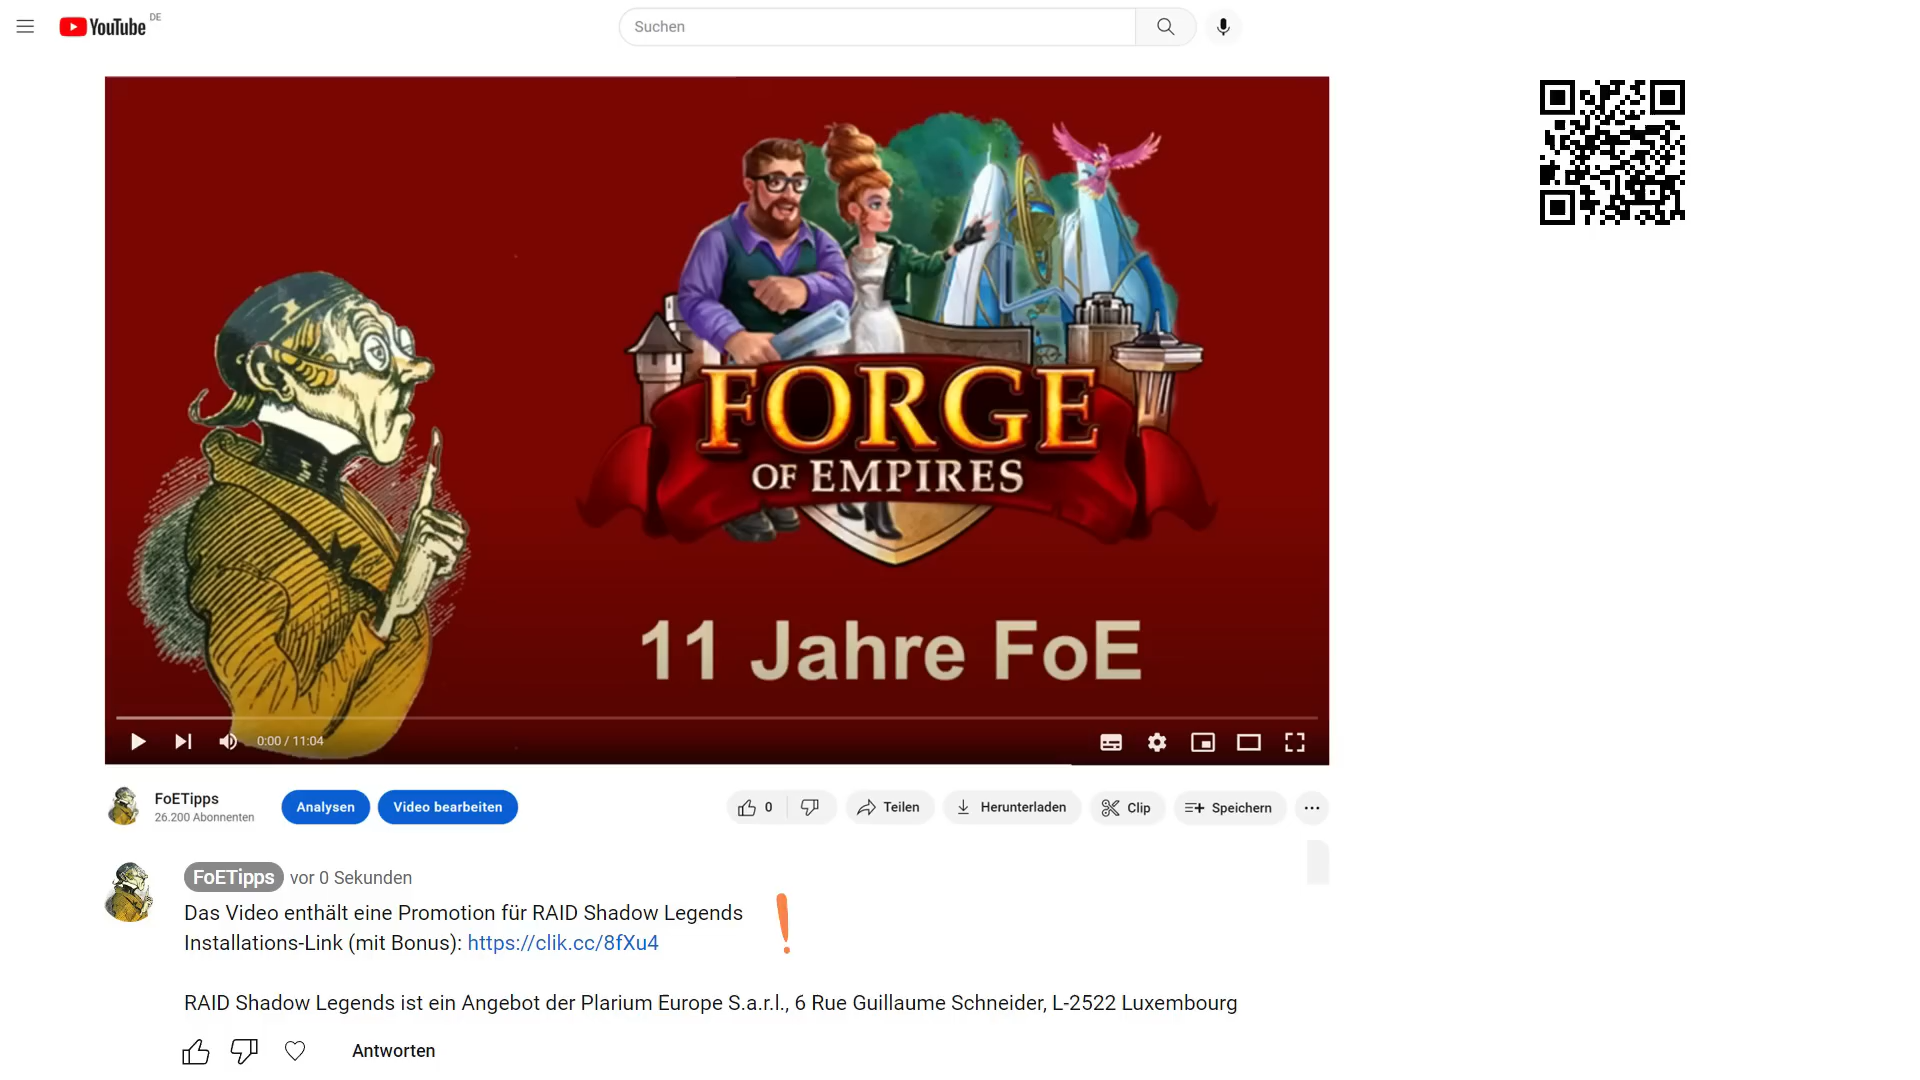 YouTube DE
Suchen
FORGE
OF EMPIRES
11 Jahre FoE
0:00 / 11:04
FoETipps
26.200 Abonnenten
Analysen
Video bearbeiten
0
Teilen
Herunterladen
Clip
Speichern
FoETipps vor 0 Sekunden
Das Video enthält eine Promotion für RAID Shadow Legends
Installations-Link (mit Bonus): https://clik.cc/8fXu4
RAID Shadow Legends ist ein Angebot der Plarium Europe S.a.r.l., 6 Rue Guillaume Schneider, L-2522 Luxembourg
Antworten